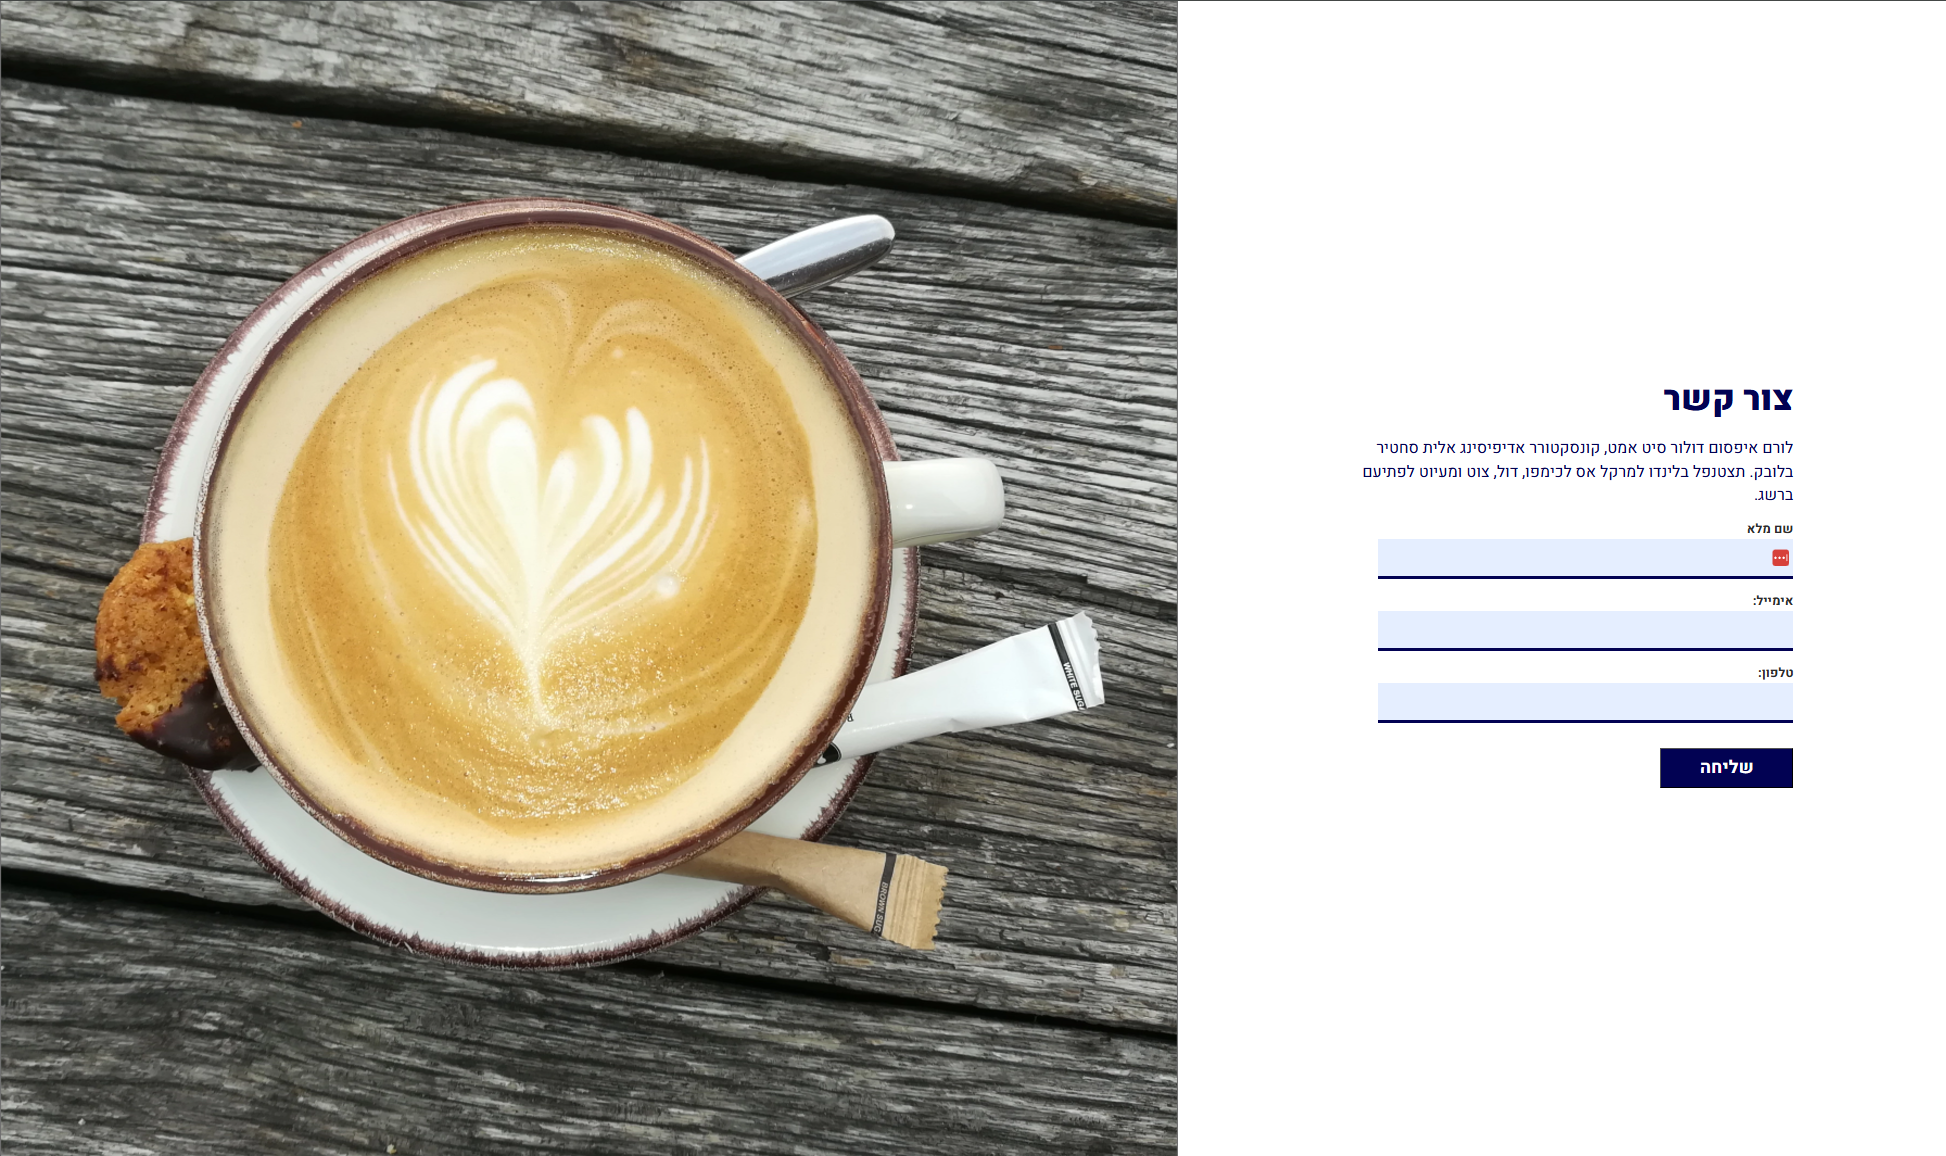 צור קשר
לורם איפסום דולור סיט אמט, קונסקטורר אדיפיסינג אלית סחטיר
בלובק. תצטנפל בלינדו למרקל אס לכימפו, דול, צוט ומעיוט לפתיעם
ברשג.
שם מלא
אימייל:
טלפון:
שליחה
WHITE SUGA
BROWN SUG